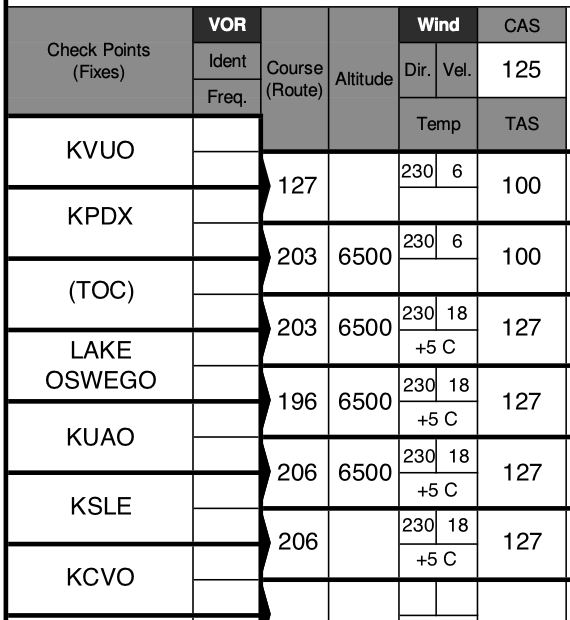 VOR Wind CAS
Check Points
(Fixes)
Ident
Course
(Route)
Altitude
Dir. Vel.
125
Freq.
Temp TAS
KVUO
127 230 6 100
KPDX
203 6500 230 6 100
(TOC)
203 6500 230 18 127
+5 C
LAKE
OSWEGO
196 6500 230 18 127
+5 C
KUAO
206 6500 230 18 127
+5 C
KSLE
206 230 18 127
+5 C
KCVO